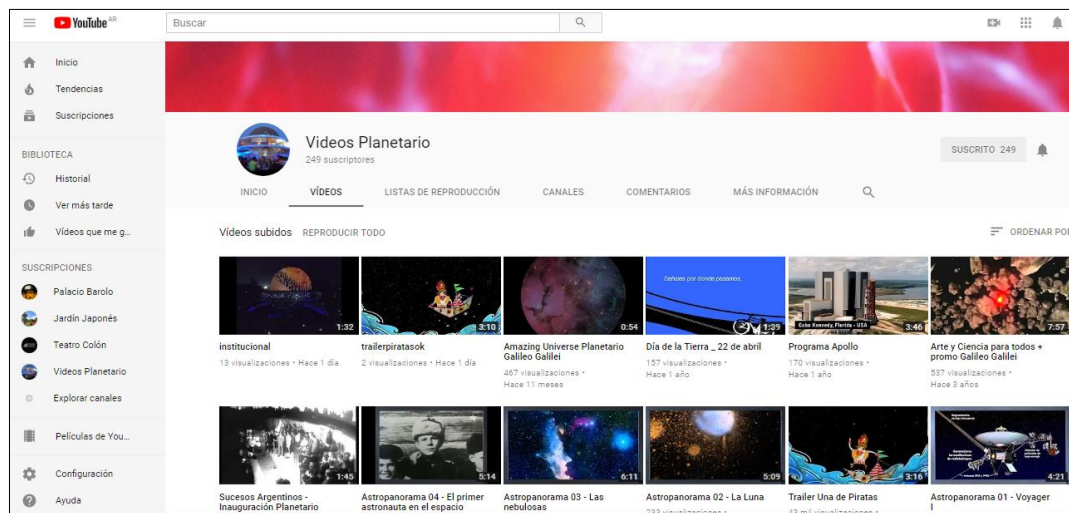 YouTube AR
Buscar
Inicio
Tendencias
Suscripciones
BIBLIOTECA
Historial
Ver más tarde
Vídeos que me g...
SUSCRIPCIONES
Palacio Barolo
Jardín Japonés
Teatro Colón
Videos Planetario
Explorar canales
Películas de You...
Configuración
Ayuda
Videos Planetario
249 suscriptores
SUSCRITO 249
INICIO VÍDEOS LISTAS DE REPRODUCCIÓN CANALES COMENTARIOS MÁS INFORMACIÓN
Vídeos subidos REPRODUCIR TODO
ORDENAR POR
1:32
institucional
13 visualizaciones • Hace 1 día
3:10
trailerpiratasok
2 visualizaciones • Hace 1 día
0:54
Amazing Universe Planetario
Galileo Galilei
467 visualizaciones •
Hace 11 meses
Señales por donde pasamos.
1:39
Día de la Tierra _ 22 de abril
157 visualizaciones •
Hace 1 año
Cabo Kennedy, Florida - USA
3:46
Programa Apollo
170 visualizaciones •
Hace 1 año
7:57
Arte y Ciencia para todos +
promo Galileo Galilei
537 visualizaciones •
Hace 3 años
1:45
Sucesos Argentinos -
Inauguración Planetario
5:14
Astropanorama 04 - El primer
astronauta en el espacio
6:11
Astropanorama 03 - Las
nebulosas
5:09
Astropanorama 02 - La Luna
233 visualizaciones •
3:16
Trailer Una de Piratas
43 mil visualizaciones •
4:21
Astropanorama 01 - Voyager
I